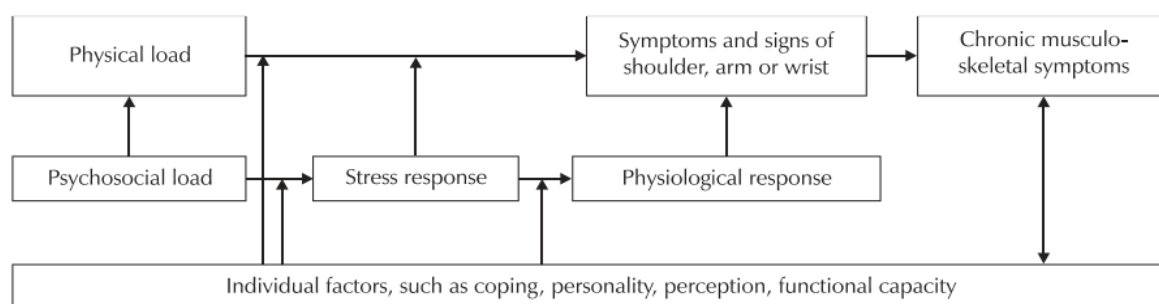 Physical load
Symptoms and signs of
shoulder, arm or wrist
Chronic musculo-
skeletal symptoms
Psychosocial load
Stress response
Physiological response
Individual factors, such as coping, personality, perception, functional capacity